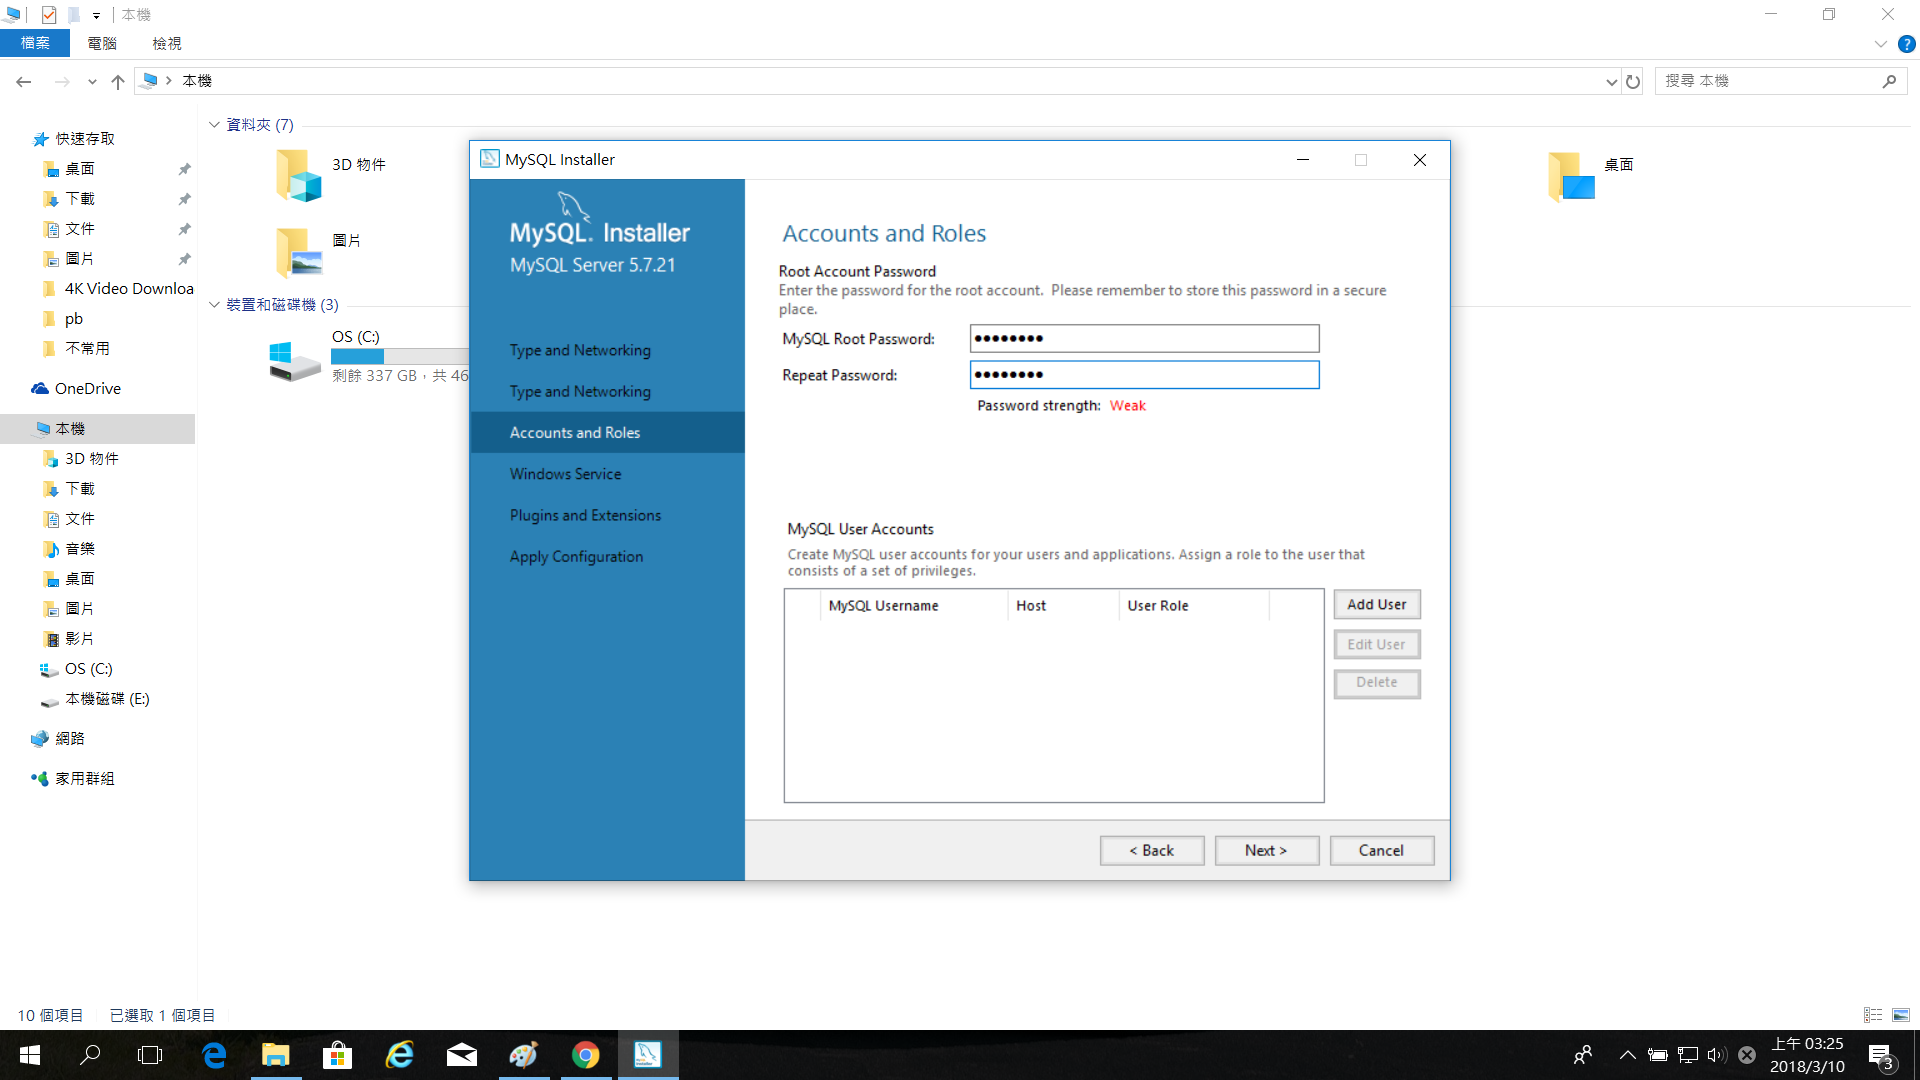 本機
檔案 電腦 檢視
本機
搜尋 本機
快速存取
桌面
下載
文件
圖片
4K Video Downloa
pb
不常用
OneDrive
本機
3D 物件
下載
文件
音樂
桌面
圖片
影片
OS (C:)
本機磁碟 (E:)
網路
家用群組
資料夾 (7)
3D 物件
圖片
桌面
裝置和磁碟機 (3)
OS (C:)
剩餘 337 GB，共 46
MySQL Installer
MySQL. Installer
MySQL Server 5.7.21
Type and Networking
Type and Networking
Accounts and Roles
Windows Service
Plugins and Extensions
Apply Configuration
Accounts and Roles
Root Account Password
Enter the password for the root account. Please remember to store this password in a secure
place.
MySQL Root Password: ●●●●●●●●
Repeat Password: ●●●●●●●●
Password strength: Weak
MySQL User Accounts
Create MySQL user accounts for your users and applications. Assign a role to the user that
consists of a set of privileges.
MySQL Username Host User Role
Add User
Edit User
Delete
< Back Next > Cancel
10 個項目 已選取 1 個項目
上午 03:25
2018/3/10
3